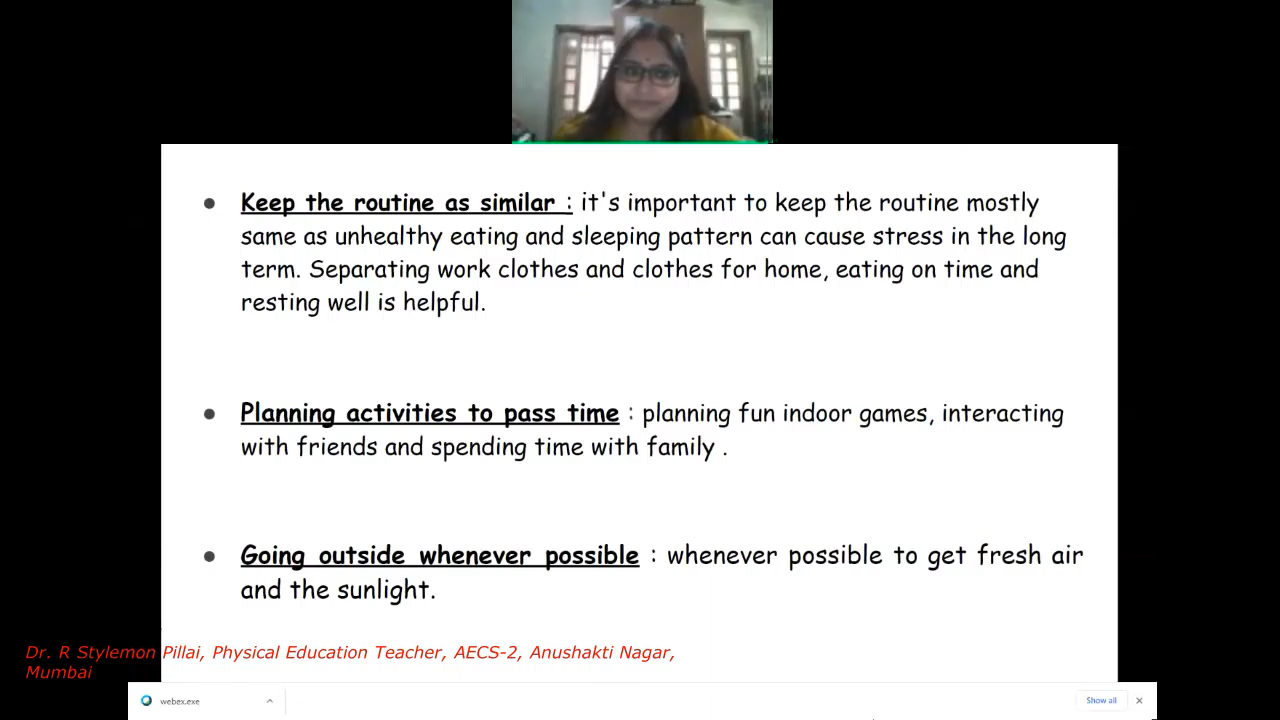 Keep the routine as similar : it's important to keep the routine mostly
same as unhealthy eating and sleeping pattern can cause stress in the long
term. Separating work clothes and clothes for home, eating on time and
resting well is helpful.
Planning activities to pass time : planning fun indoor games, interacting
with friends and spending time with family .
Going outside whenever possible : whenever possible to get fresh air
and the sunlight.
Dr. R Stylemon Pillai, Physical Education Teacher, AECS-2, Anushakti Nagar,
Mumbai
webex.exe
Show all